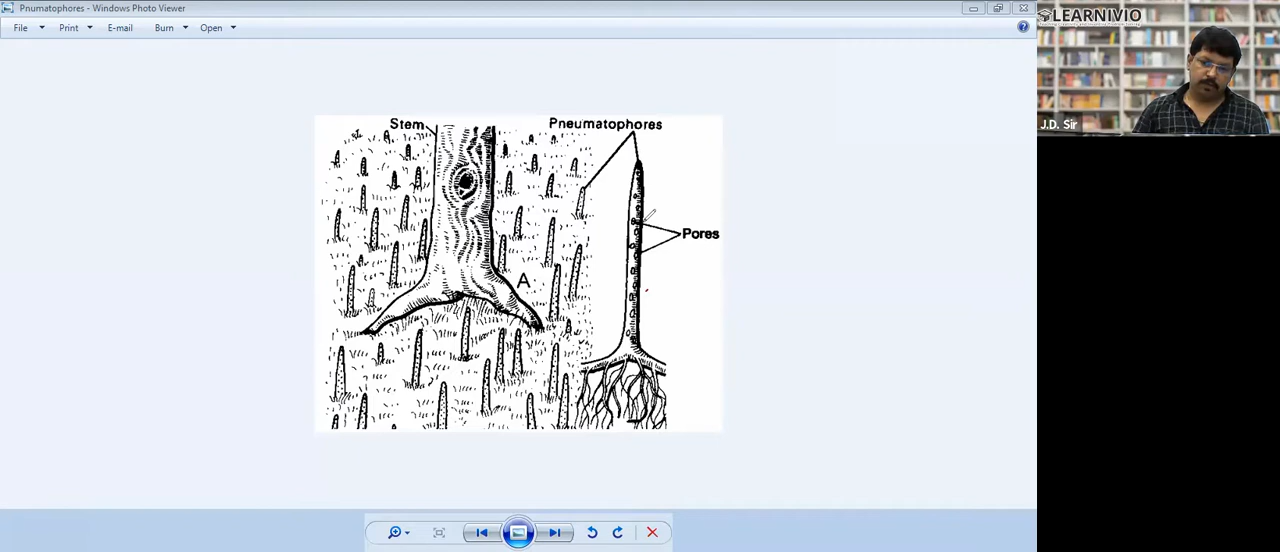 Pnumatophores - Windows Photo Viewer
File Print E-mail Burn Open
LEARNIVIO
J.D. Sir
Stem
Pneumatophores
Pores
A